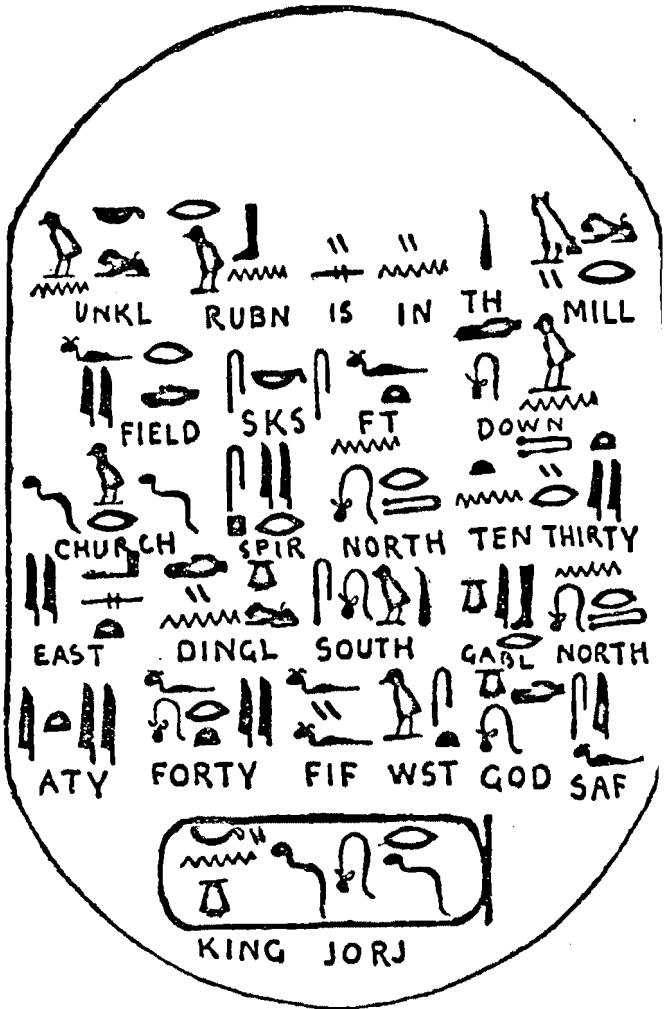 UNKL RUBN IS IN TH MILL
FIELD SKS FT DOWN
CHURCH SPIR NORTH TEN THIRTY
EAST DINGL SOUTH GABL NORTH
ATY FORTY FIF WST GOD SAF
KING JORJ